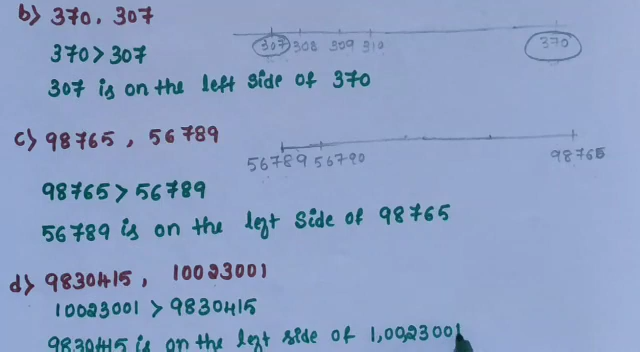 b) 370, 307
307 308 309 310 370
370 > 307
307 is on the left side of 370
c) 98765, 56789
56789 56790 98765
98765 > 56789
56789 is on the left side of 98765
d) 9830415, 10023001
10023001 > 9830415
9830415 is on the left side of 1,0023001